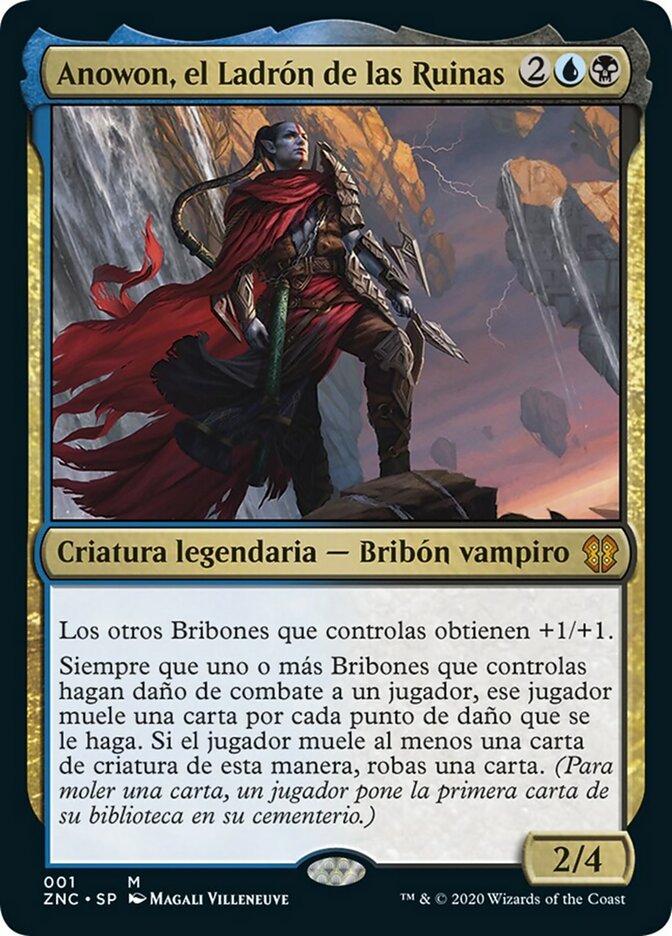 Anowon, el Ladrón de las Ruinas 2
Criatura legendaria — Bribón vampiro
Los otros Bribones que controlas obtienen +1/+1.
Siempre que uno o más Bribones que controlas
hagan daño de combate a un jugador, ese jugador
muele una carta por cada punto de daño que se
le haga. Si el jugador muele al menos una carta
de criatura de esta manera, robas una carta. (Para
moler una carta, un jugador pone la primera carta de
su biblioteca en su cementerio.)
2/4
001 M
ZNC • SP Magali Villeneuve
™ & © 2020 Wizards of the Coast